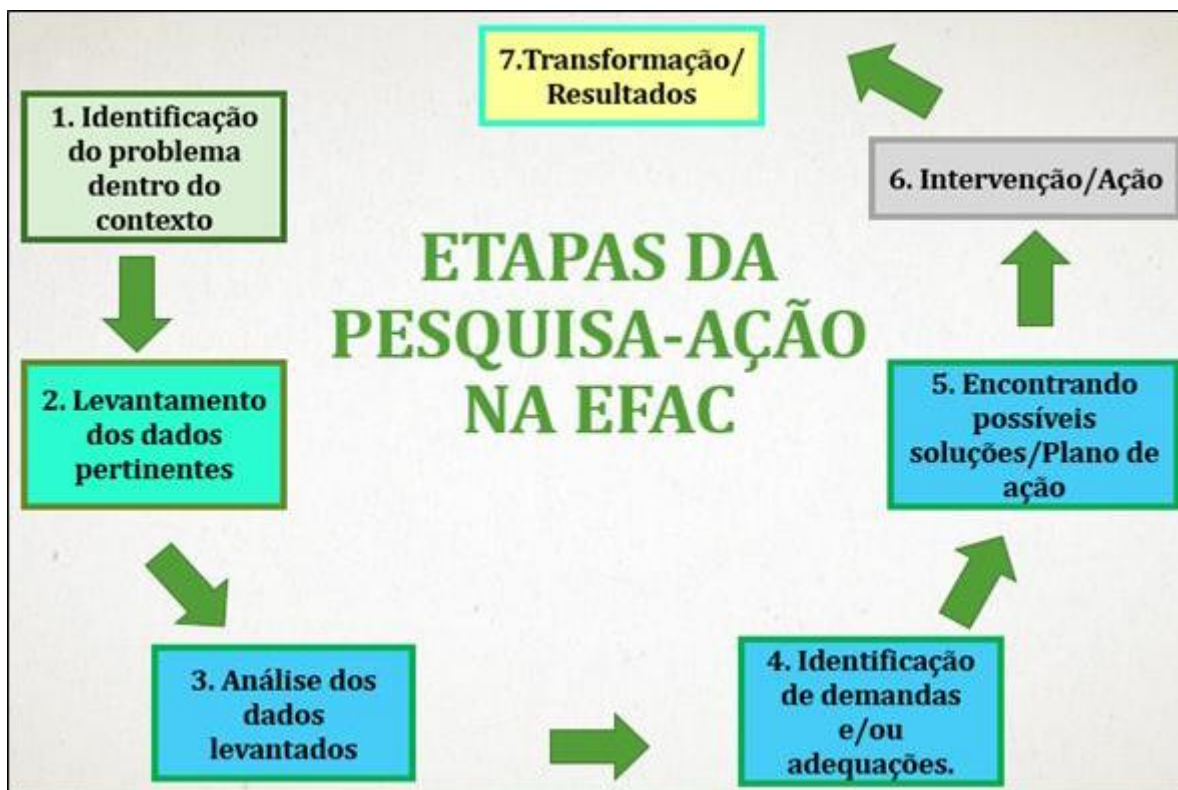 ETAPAS DA
PESQUISA-AÇÃO
NA EFAC
1. Identificação
do problema
dentro do
contexto
2. Levantamento
dos dados
pertinentes
3. Análise dos
dados
levantados
4. Identificação
de demandas
e/ou
adequações.
5. Encontrando
possíveis
soluções/Plano de
ação
6. Intervenção/Ação
7.Transformação/
Resultados